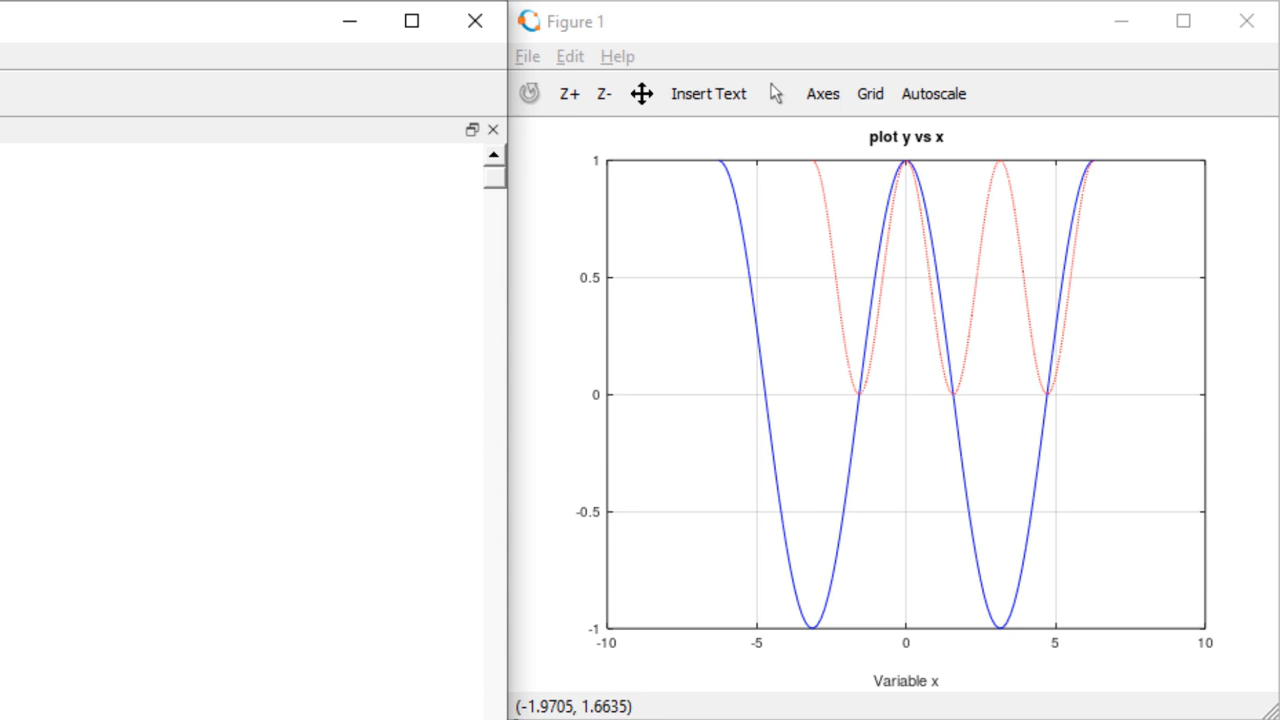 Figure 1
File Edit Help
Z+ Z- Insert Text Axes Grid Autoscale
plot y vs x
1
0.5
0
-0.5
-1
-10 -5 0 5 10
Variable x
(-1.9705, 1.6635)